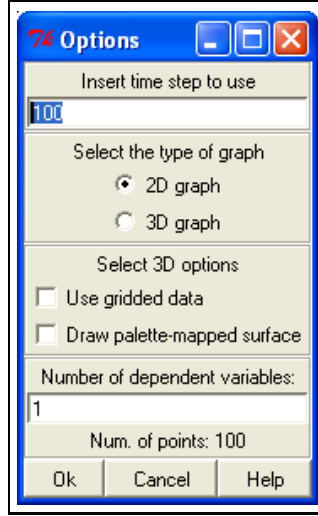 7% Options
Insert time step to use
100
Select the type of graph
2D graph
3D graph
Select 3D options
Use gridded data
Draw palette-mapped surface
Number of dependent variables:
1
Num. of points: 100
Ok Cancel Help